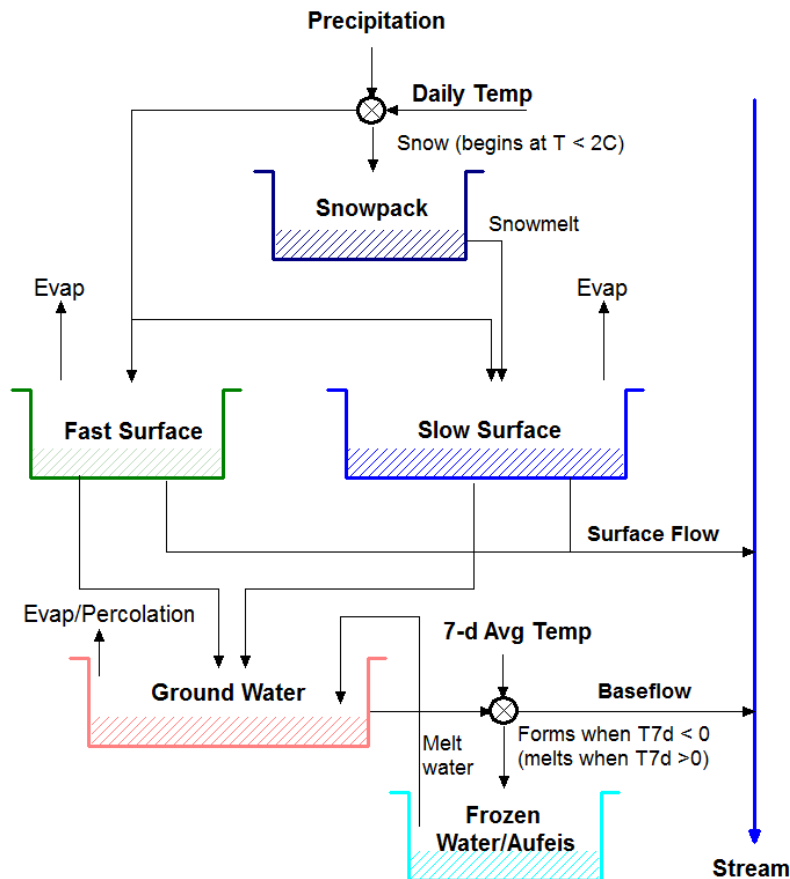 Precipitation
Daily Temp
Snow (begins at T < 2C)
Snowpack
Snowmelt
Evap
Evap
Fast Surface
Slow Surface
Surface Flow
Evap/Percolation
7-d Avg Temp
Ground Water
Baseflow
Forms when T7d < 0
(melts when T7d >0)
Melt
water
Frozen
Water/Aufeis
Stream